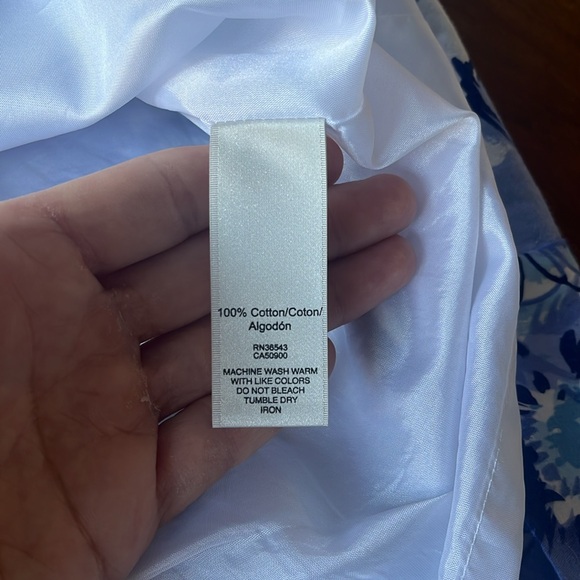 100% Cotton/Coton/
Algodón
RN36543
CA50900
MACHINE WASH WARM
WITH LIKE COLORS
DO NOT BLEACH
TUMBLE DRY
IRON